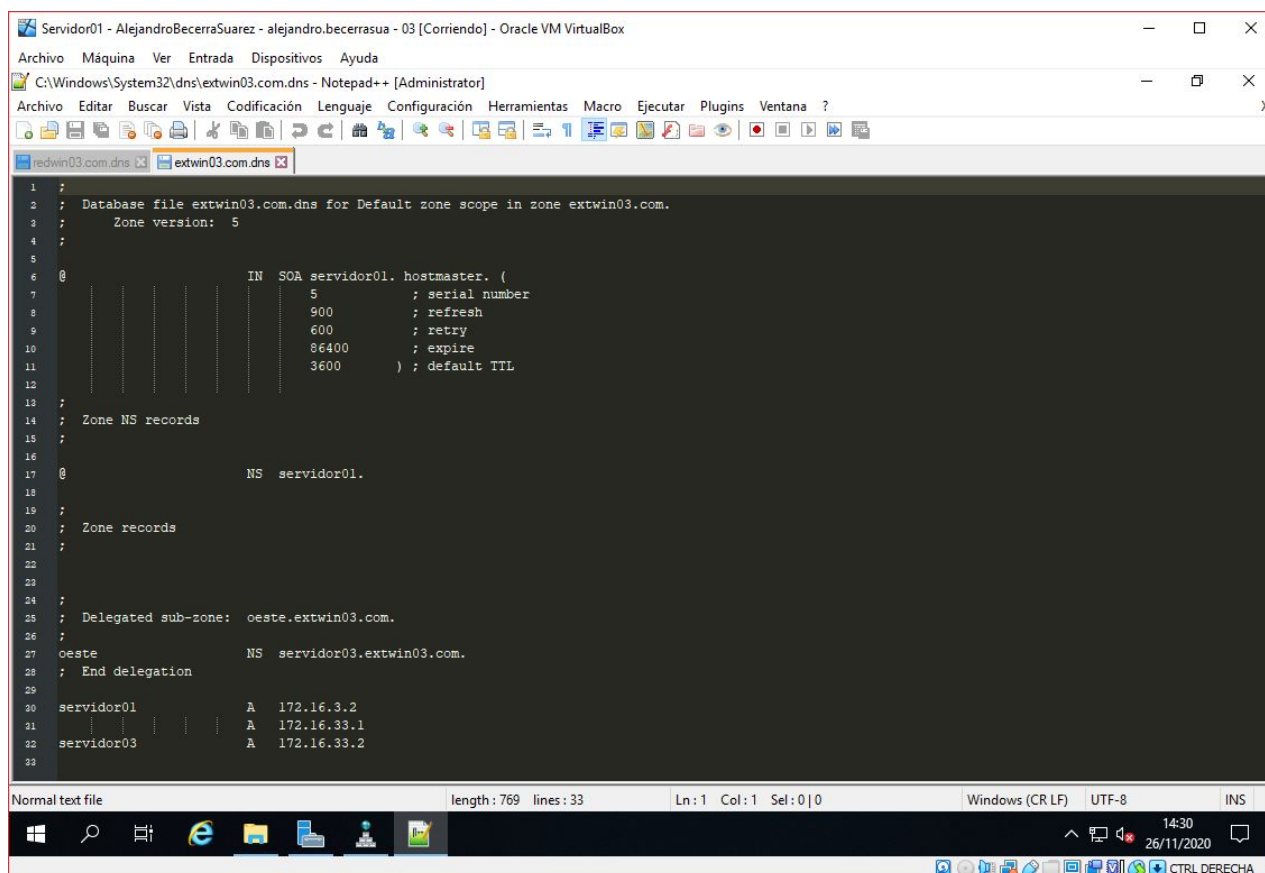 Servidor01 - AlejandroBecerraSuarez - alejandro.becerrasua - 03 [Corriendo] - Oracle VM VirtualBox
Archivo Máquina Ver Entrada Dispositivos Ayuda
C:\Windows\System32\dns\extwin03.com.dns - Notepad++ [Administrator]
Archivo Editar Buscar Vista Codificación Lenguaje Configuración Herramientas Macro Ejecutar Plugins Ventana ?
redwin03.com.dns extwin03.com.dns
1 ;
2 ; Database file extwin03.com.dns for Default zone scope in zone extwin03.com.
3 ; Zone version: 5
4 ;
5
6 @ IN SOA servidor01. hostmaster. (
7 5 ; serial number
8 900 ; refresh
9 600 ; retry
10 86400 ; expire
11 3600 ) ; default TTL
12
13 ;
14 ; Zone NS records
15 ;
16
17 @ NS servidor01.
18
19 ;
20 ; Zone records
21 ;
22
23
24 ;
25 ; Delegated sub-zone: oeste.extwin03.com.
26 ;
27 oeste NS servidor03.extwin03.com.
28 ; End delegation
29
30 servidor01 A 172.16.3.2
31 A 172.16.33.1
32 servidor03 A 172.16.33.2
33
Normal text file length : 769 lines : 33 Ln : 1 Col : 1 Sel : 0 | 0 Windows (CR LF) UTF-8 INS
14:30
26/11/2020
CTRL DERECHA